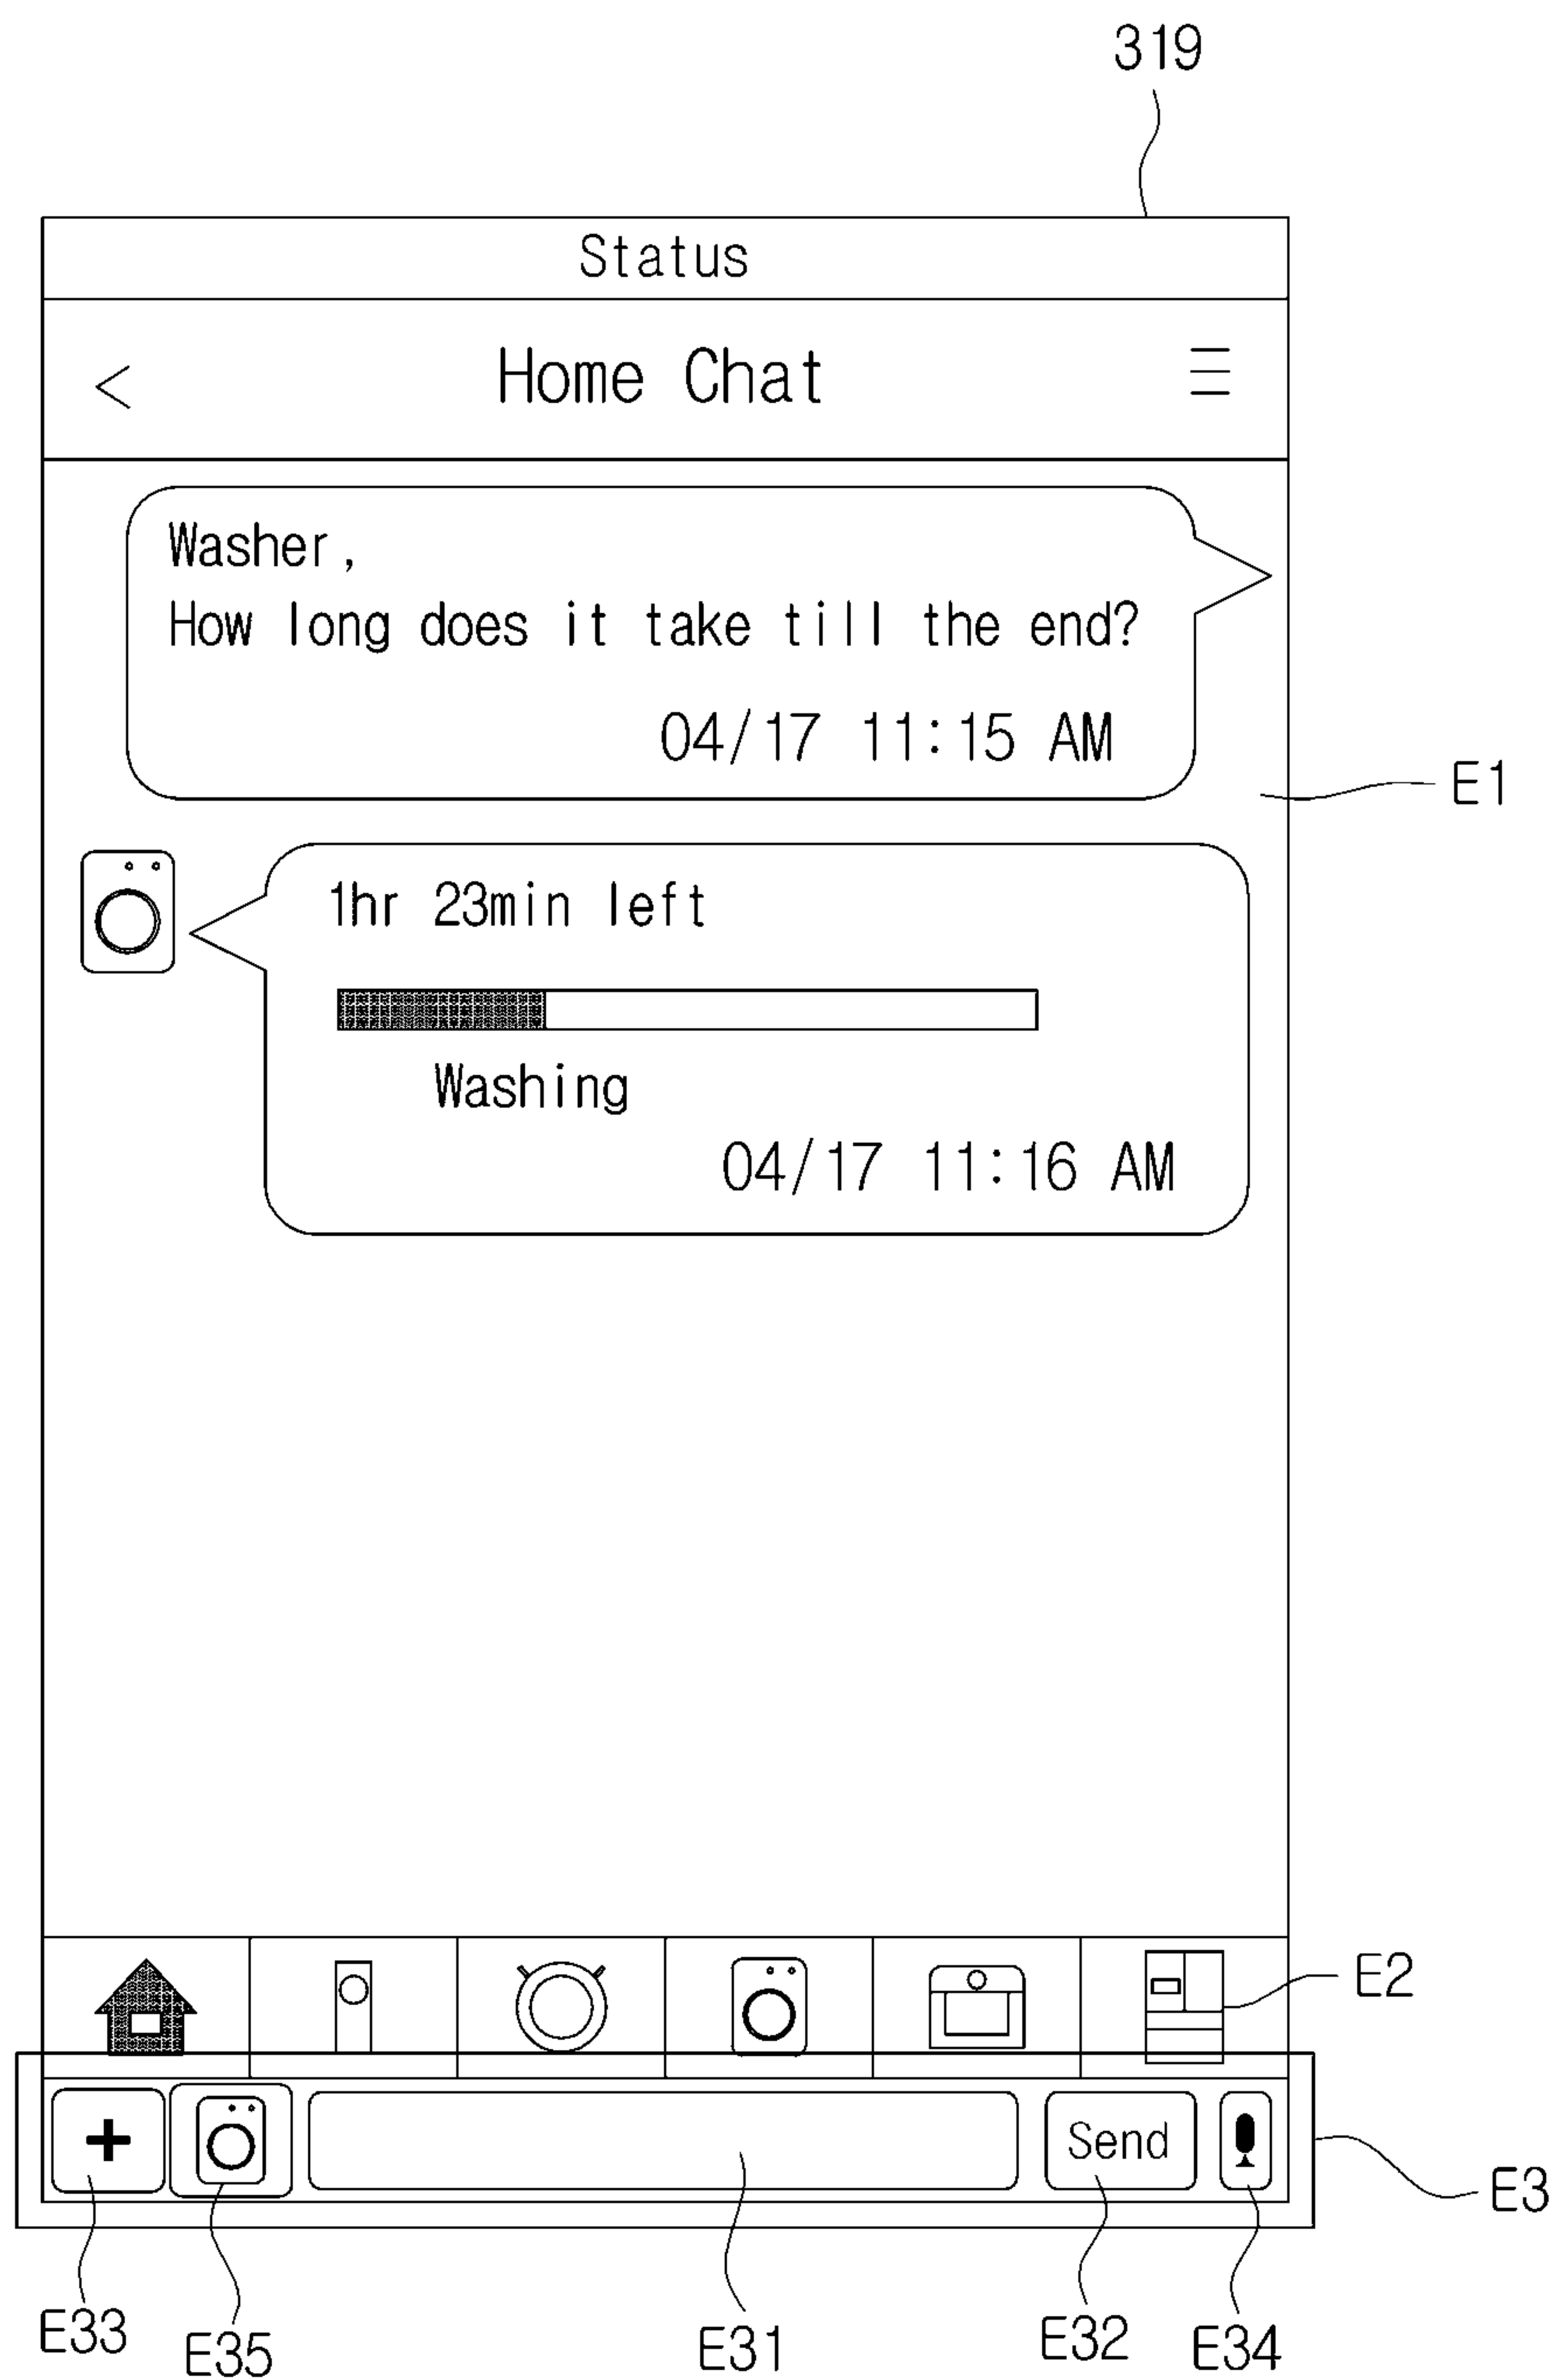 319
Status
< Home Chat
Washer,
How long does it take till the end?
04/17 11:15 AM
E1
1hr 23min left
Washing
04/17 11:16 AM
E2
+ Send
E3
E33 E35 E31 E32 E34